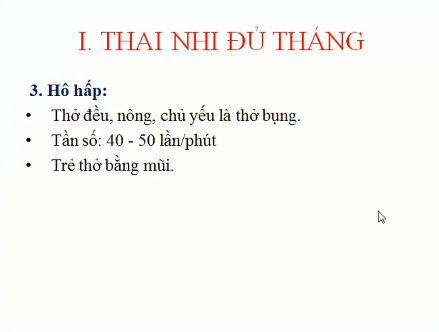 I. THAI NHI ĐỦ THÁNG
3. Hô hấp:
• Thở đều, nông, chủ yếu là thở bụng.
• Tần số: 40 - 50 lần/phút
• Trẻ thở bằng mũi.